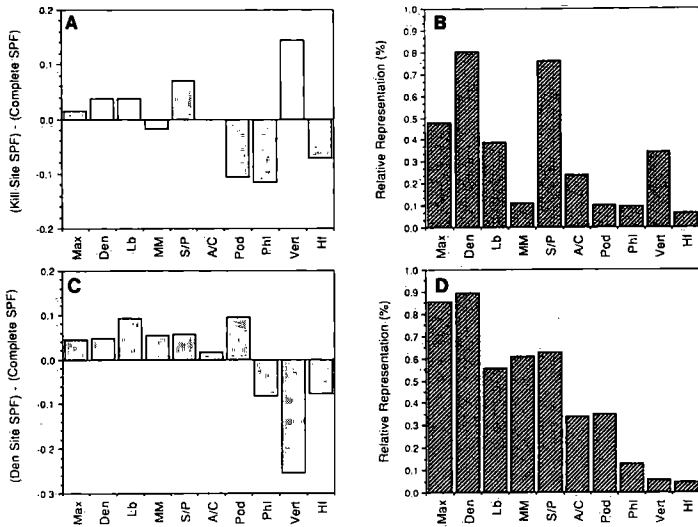 A
(Kill Site SPF) - (Complete SPF)
0.2
0.1
0.0
-0.1
-0.2
Max Den Lb MM S/P A/C Pod Phl Vert Hf
B
Relative Representation (%)
1.0
0.9
0.8
0.7
0.6
0.5
0.4
0.3
0.2
0.1
0.0
Max Den Lb MM S/P A/C Pod Phl Vert Hf
C
(Den Site SPF) - (Complete SPF)
0.2
0.1
0.0
-0.1
-0.2
-0.3
Max Den Lb MM S/P A/C Pod Phl Vert Hf
D
Relative Representation (%)
1.0
0.9
0.8
0.7
0.6
0.5
0.4
0.3
0.2
0.1
0.0
Max Den Lb MM S/P A/C Pod Phl Vert Hf